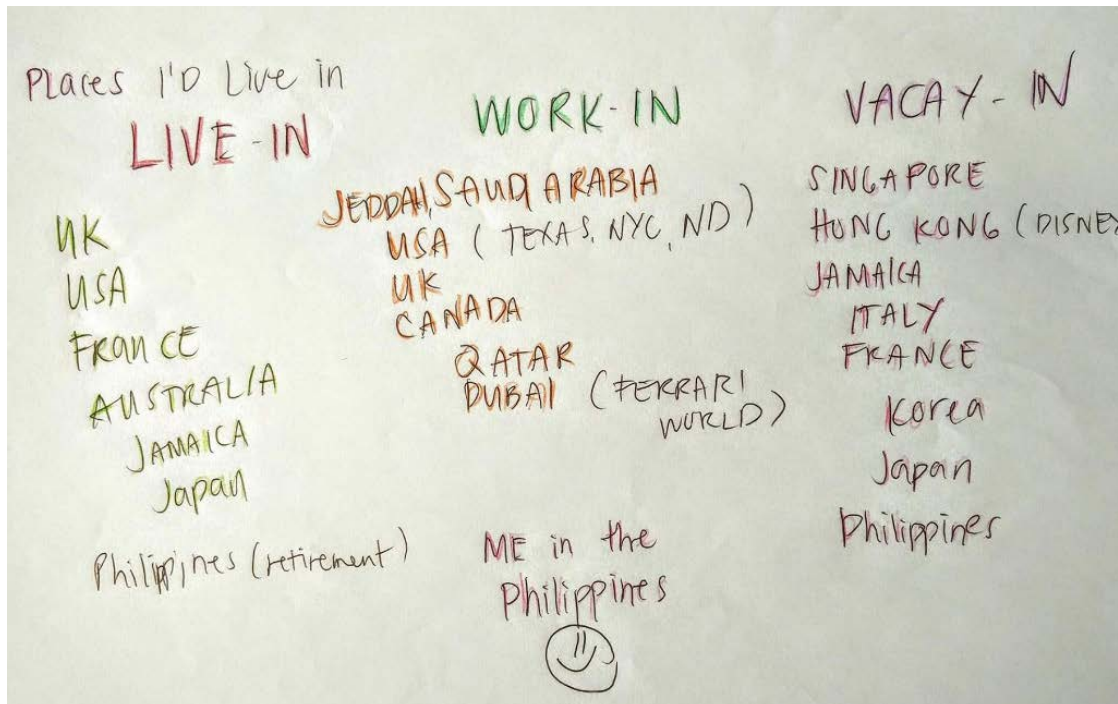 Places I'D Live in
LIVE-IN
UK
USA
FRANCE
AUSTRALIA
JAMAICA
Japan
Philippines (retirement)
WORK-IN
JEDDAH, SAUDI ARABIA
USA (TEXAS, NYC, ND)
UK
CANADA
QATAR
DUBAI (FERRARI
WORLD)
ME in the
Philippines
VACAY-IN
SINGAPORE
HONG KONG (DISNEY
JAMAICA
ITALY
FRANCE
Korea
Japan
Philippines